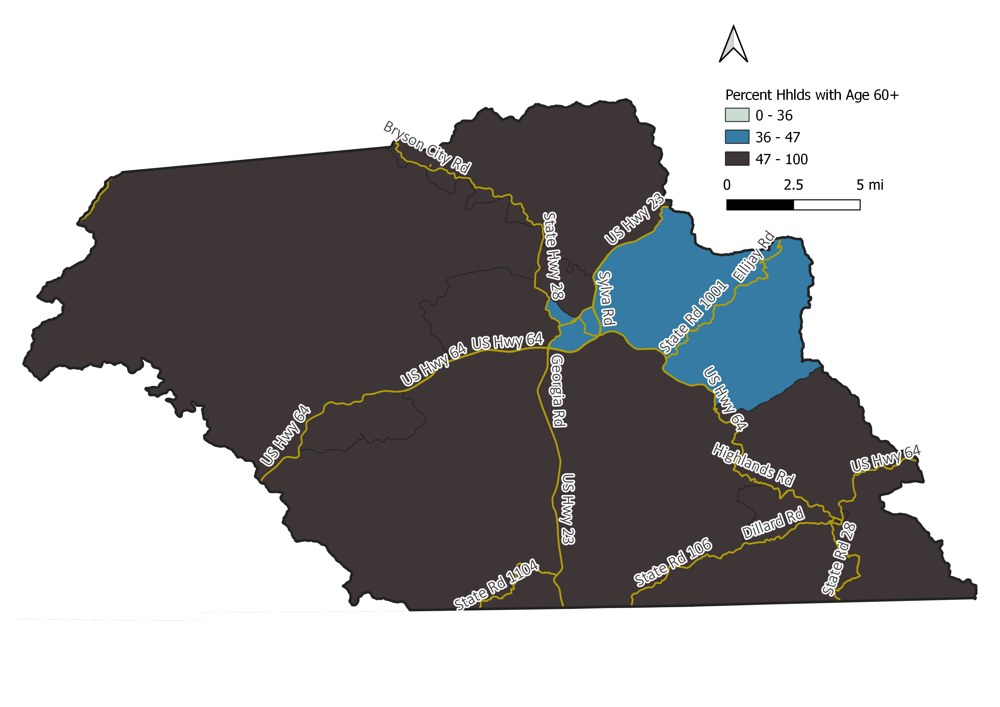 Percent Hhlds with Age 60+
0 - 36
36 - 47
47 - 100
0 2.5 5 mi
Bryson City Rd
US Hwy 23
State Hwy 28
Ellijay Rd
Sylva Rd
State Rd 1001
US Hwy 64
US Hwy 64
Georgia Rd
US Hwy 64
US Hwy 64
Highlands Rd
US Hwy 64
US Hwy 23
Dillard Rd
State Rd 28
State Rd 106
State Rd 1104